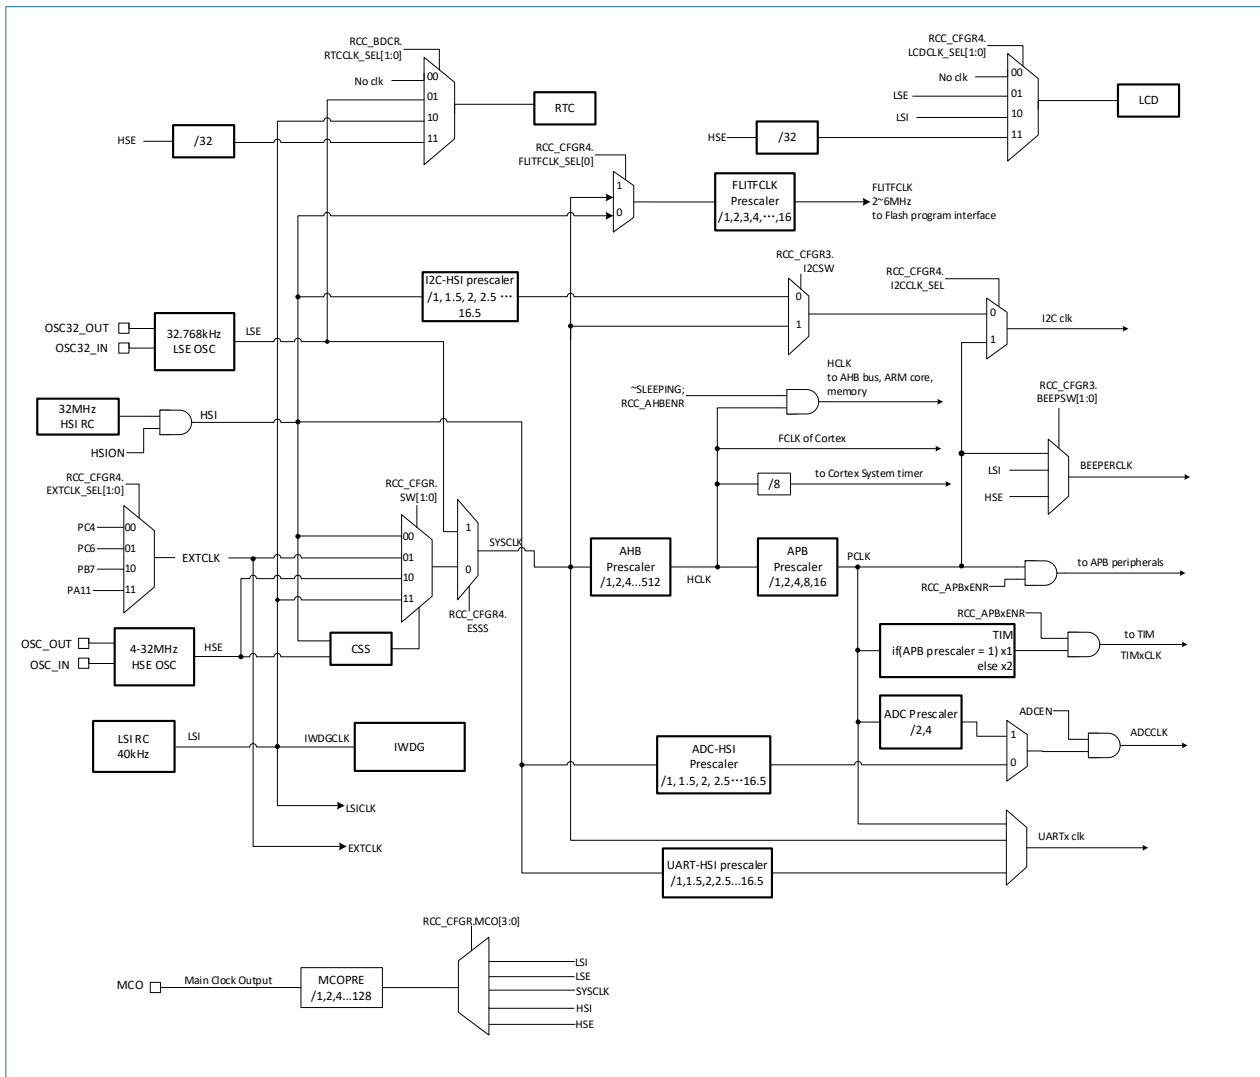 RCC_BDCR.
RTCCLK_SEL[1:0]
No clk
00
01
10
11
HSE
/32
RTC
RCC_CFGR4.
LCDCLK_SEL[1:0]
No clk
LSE
LSI
HSE
/32
00
01
10
11
LCD
RCC_CFGR4.
FLITFCLK_SEL[0]
1
0
FLITFCLK
Prescaler
/1,2,3,4,⋯,16
FLITFCLK
2~6MHz
to Flash program interface
I2C-HSI prescaler
/1, 1.5, 2, 2.5 ⋯
16.5
RCC_CFGR3.
I2CSW
0
1
RCC_CFGR4.
I2CCLK_SEL
0
1
I2C clk
OSC32_OUT
OSC32_IN
32.768kHz
LSE OSC
LSE
~SLEEPING;
RCC_AHBENR
HCLK
to AHB bus, ARM core,
memory
FCLK of Cortex
/8
to Cortex System timer
RCC_CFGR3.
BEEPSW[1:0]
LSI
HSE
BEEPERCLK
32MHz
HSI RC
HSION
HSI
RCC_CFGR4.
EXTCLK_SEL[1:0]
PC4
PC6
PB7
PA11
00
01
10
11
EXTCLK
RCC_CFGR.
SW[1:0]
00
01
10
11
1
0
RCC_CFGR4.
ESSS
SYSCLK
AHB
Prescaler
/1,2,4...512
HCLK
APB
Prescaler
/1,2,4,8,16
PCLK
RCC_APBxENR
to APB peripherals
OSC_OUT
OSC_IN
4-32MHz
HSE OSC
HSE
CSS
TIM
if(APB prescaler = 1) x1
else x2
RCC_APBxENR
to TIM
TIMxCLK
LSI RC
40kHz
LSI
IWDGCLK
IWDG
LSICLK
EXTCLK
ADC Prescaler
/2,4
ADC-HSI
Prescaler
/1, 1.5, 2, 2.5⋯16.5
1
0
ADCEN
ADCCLK
UART-HSI prescaler
/1,1.5,2,2.5...16.5
UARTx clk
RCC_CFGR.MCO[3:0]
MCO
Main Clock Output
MCOPRE
/1,2,4...128
LSI
LSE
SYSCLK
HSI
HSE